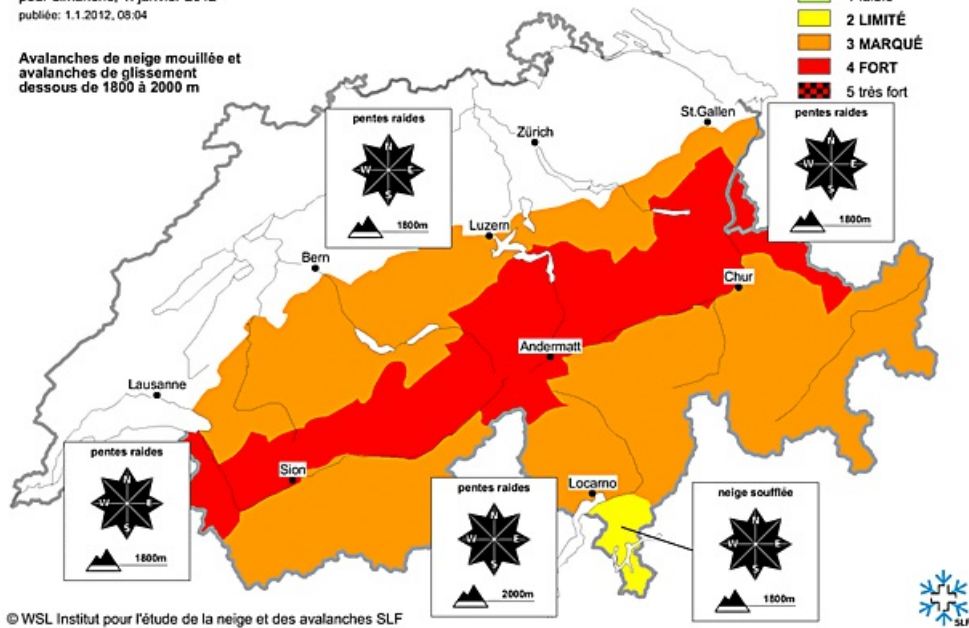 publiée: 1.1.2012, 08:04
Avalanches de neige mouillée et
avalanches de glissement
dessous de 1800 à 2000 m
2 LIMITÉ
3 MARQUÉ
4 FORT
5 très fort
pentes raides
N
W E
S
1800m
Zürich
St.Gallen
pentes raides
N
W E
S
1800m
Luzern
Bern
Chur
Andermatt
Lausanne
pentes raides
N
W E
S
1800m
Sion
pentes raides
N
W E
S
2000m
Locarno
neige soufflée
N
W E
S
1800m
© WSL Institut pour l'étude de la neige et des avalanches SLF
SLF